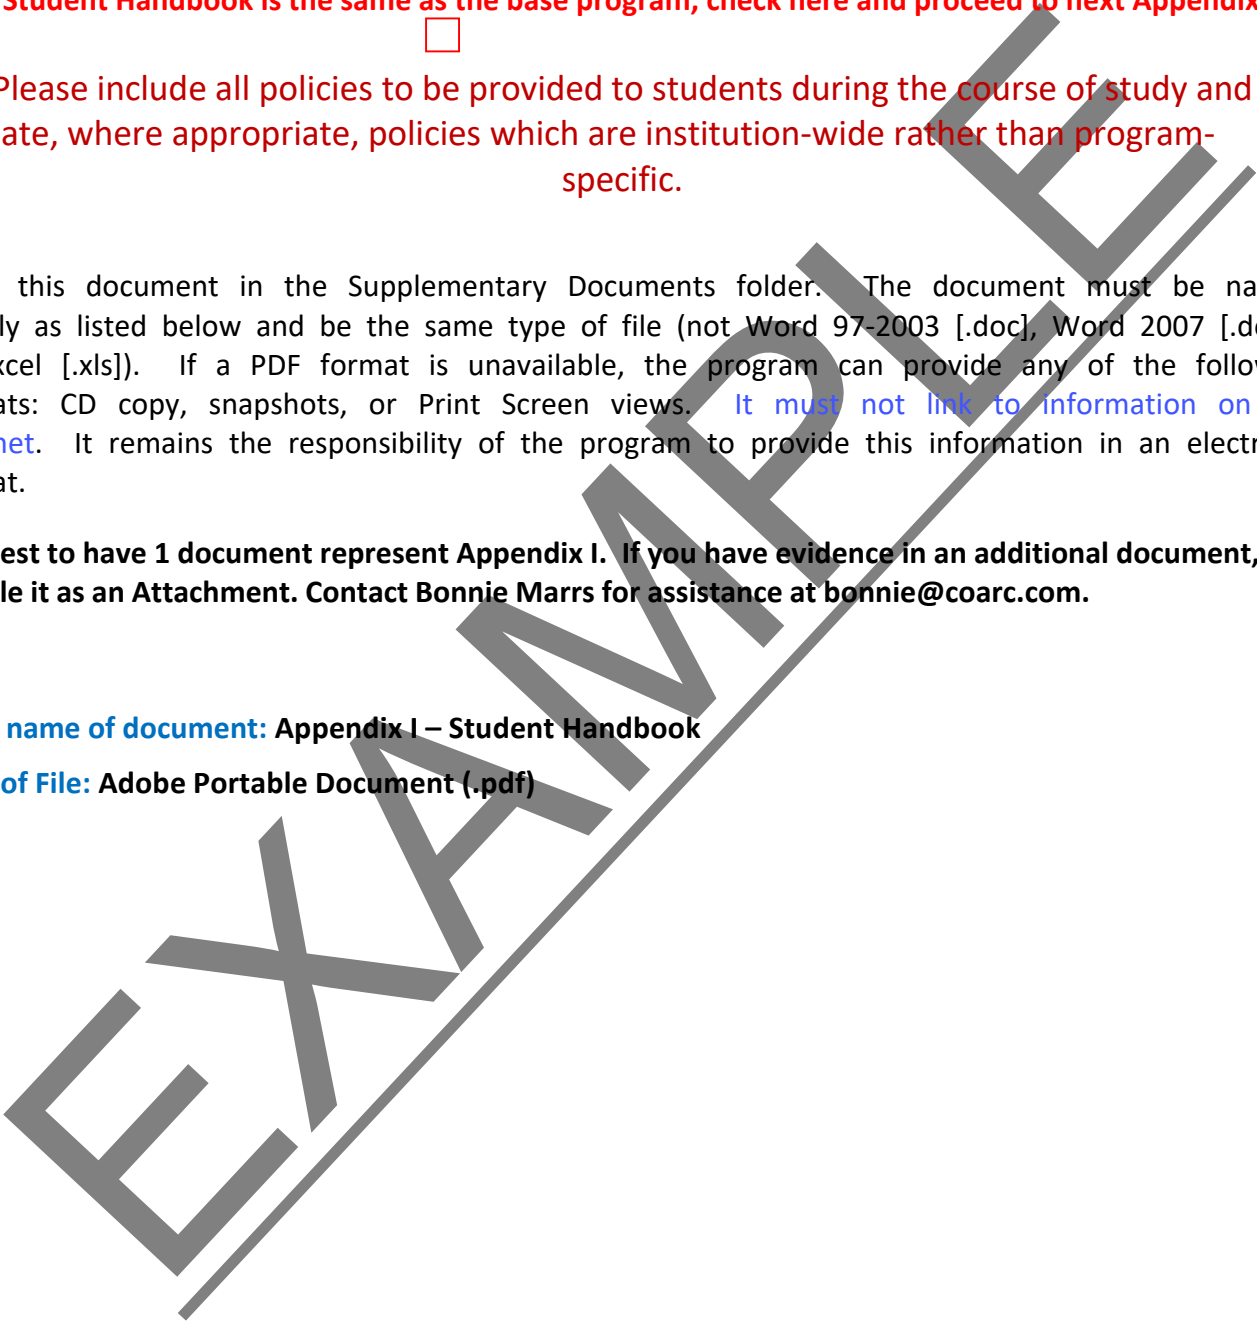 Student Handbook is the same as the base program, check here and proceed to next Appendix
Please include all policies to be provided to students during the course of study and
ate, where appropriate, policies which are institution-wide rather than program-
specific.
this document in the Supplementary Documents folder. The document must be na
ly as listed below and be the same type of file (not Word 97-2003 [.doc], Word 2007 [.do
xcel [.xls]). If a PDF format is unavailable, the program can provide any of the follow
ats: CD copy, snapshots, or Print Screen views. It must not link to information on
net. It remains the responsibility of the program to provide this information in an electr
at.
est to have 1 document represent Appendix I. If you have evidence in an additional document,
le it as an Attachment. Contact Bonnie Marrs for assistance at bonnie@coarc.com.
name of document: Appendix I – Student Handbook
of File: Adobe Portable Document (.pdf)
EXAMPLE